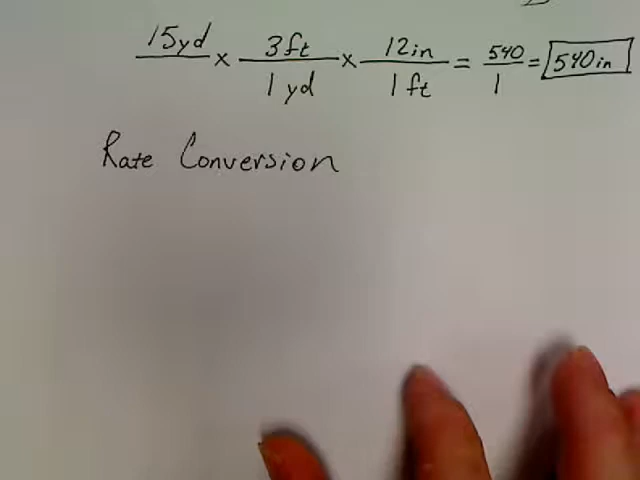 15yd/ x 3ft/1 yd x 12in/1 ft = 540/1 = 540in
Rate Conversion